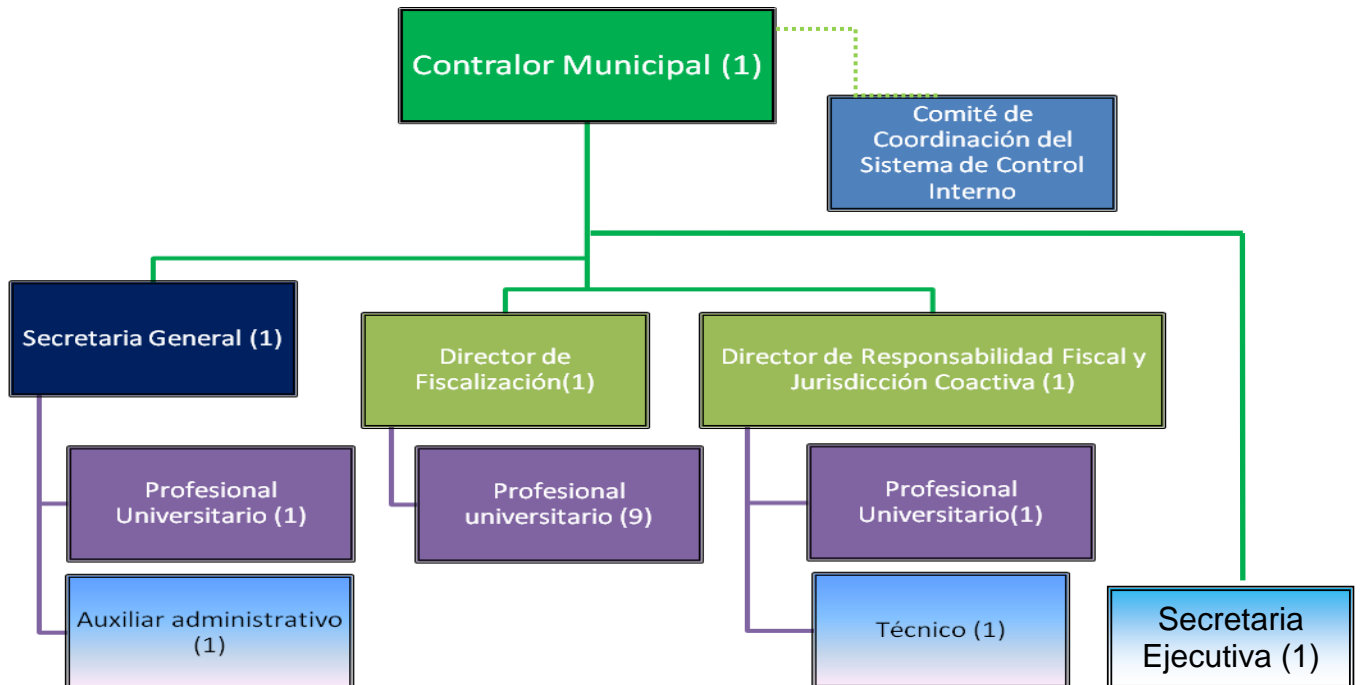 Contralor Municipal (1)
Comité de
Coordinación del
Sistema de Control
Interno
Secretaria General (1)
Director de
Fiscalización(1)
Director de Responsabilidad Fiscal y
Jurisdicción Coactiva (1)
Profesional
Universitario (1)
Profesional
universitario (9)
Profesional
Universitario(1)
Auxiliar administrativo
(1)
Técnico (1)
Secretaria
Ejecutiva (1)